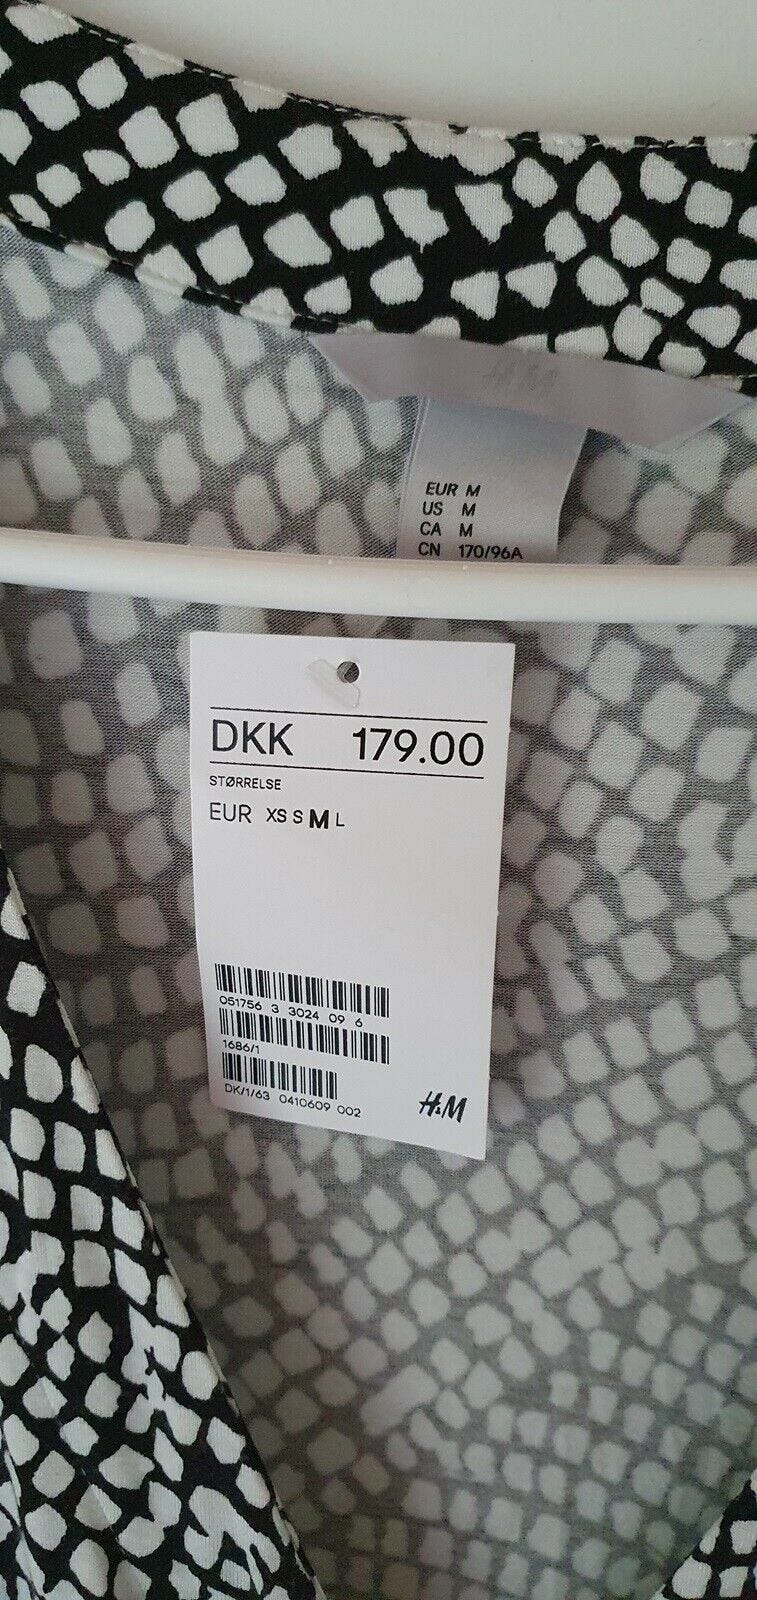 H&M
EUR M
US M
CA M
CN 170/96A
DKK 179.00
STØRRELSE
EUR XS S M L
051756 3 3024 09 6
1686/1
DK/1/63 0410609 002
H&M